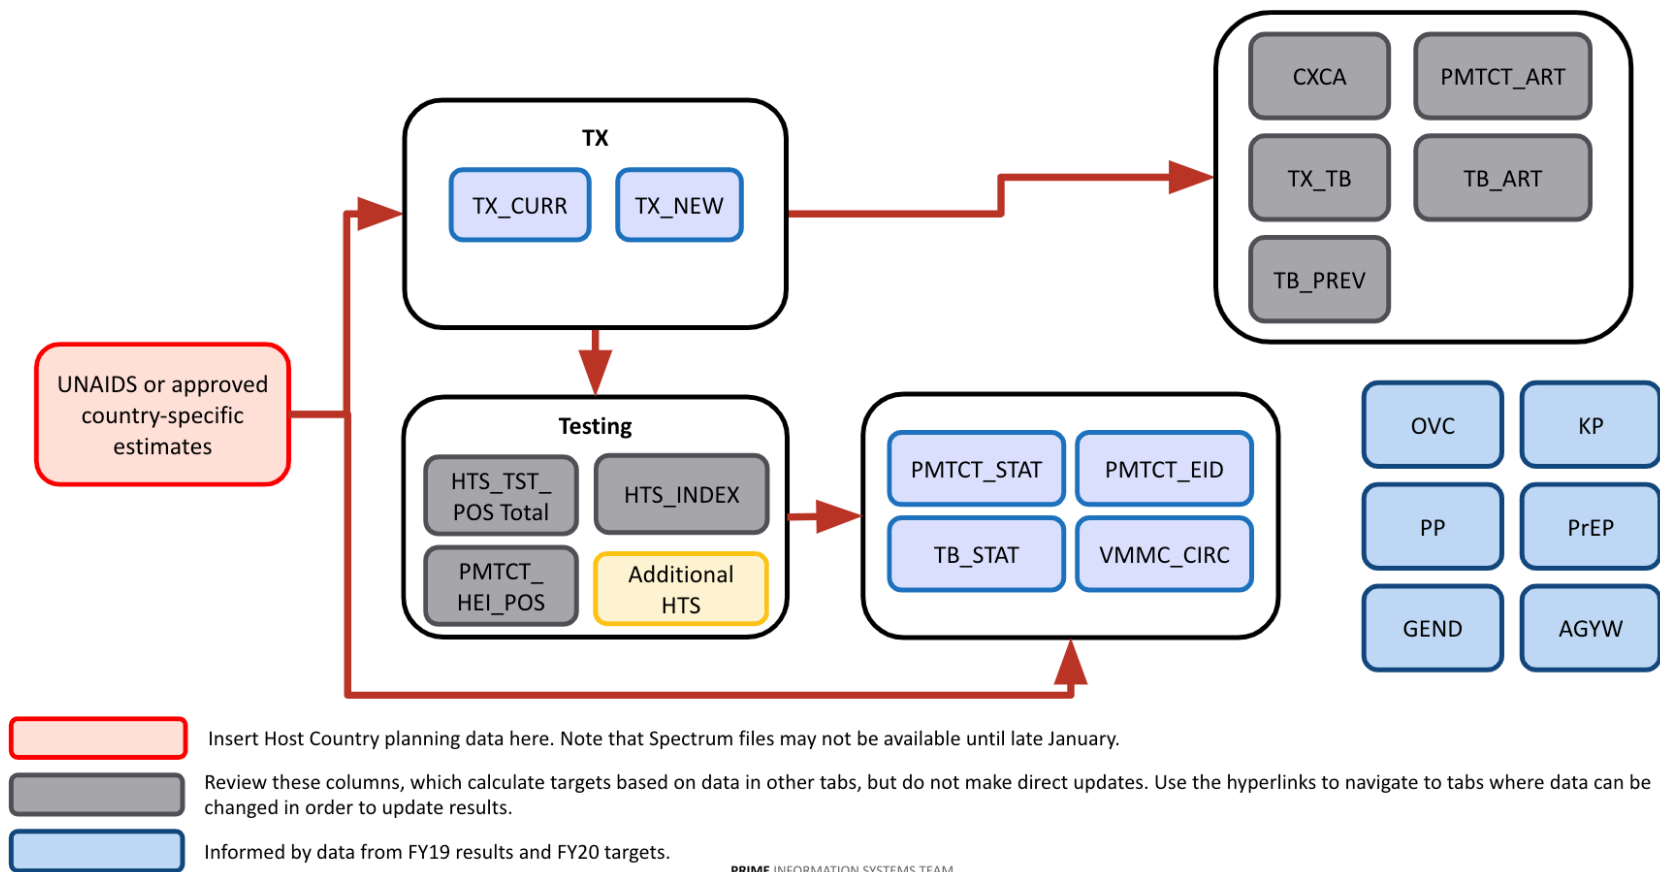 CXCA
PMTCT_ART
TX_TB
TB_ART
TB_PREV
TX
TX_CURR
TX_NEW
UNAIDS or approved
country-specific
estimates
Testing
HTS_TST_
POS Total
HTS_INDEX
PMTCT_
HEI_POS
Additional
HTS
PMTCT_STAT
PMTCT_EID
TB_STAT
VMMC_CIRC
OVC
KP
PP
PrEP
GEND
AGYW
Insert Host Country planning data here. Note that Spectrum files may not be available until late January.
Review these columns, which calculate targets based on data in other tabs, but do not make direct updates. Use the hyperlinks to navigate to tabs where data can be
changed in order to update results.
Informed by data from FY19 results and FY20 targets.
PRIME INFORMATION SYSTEMS TEAM